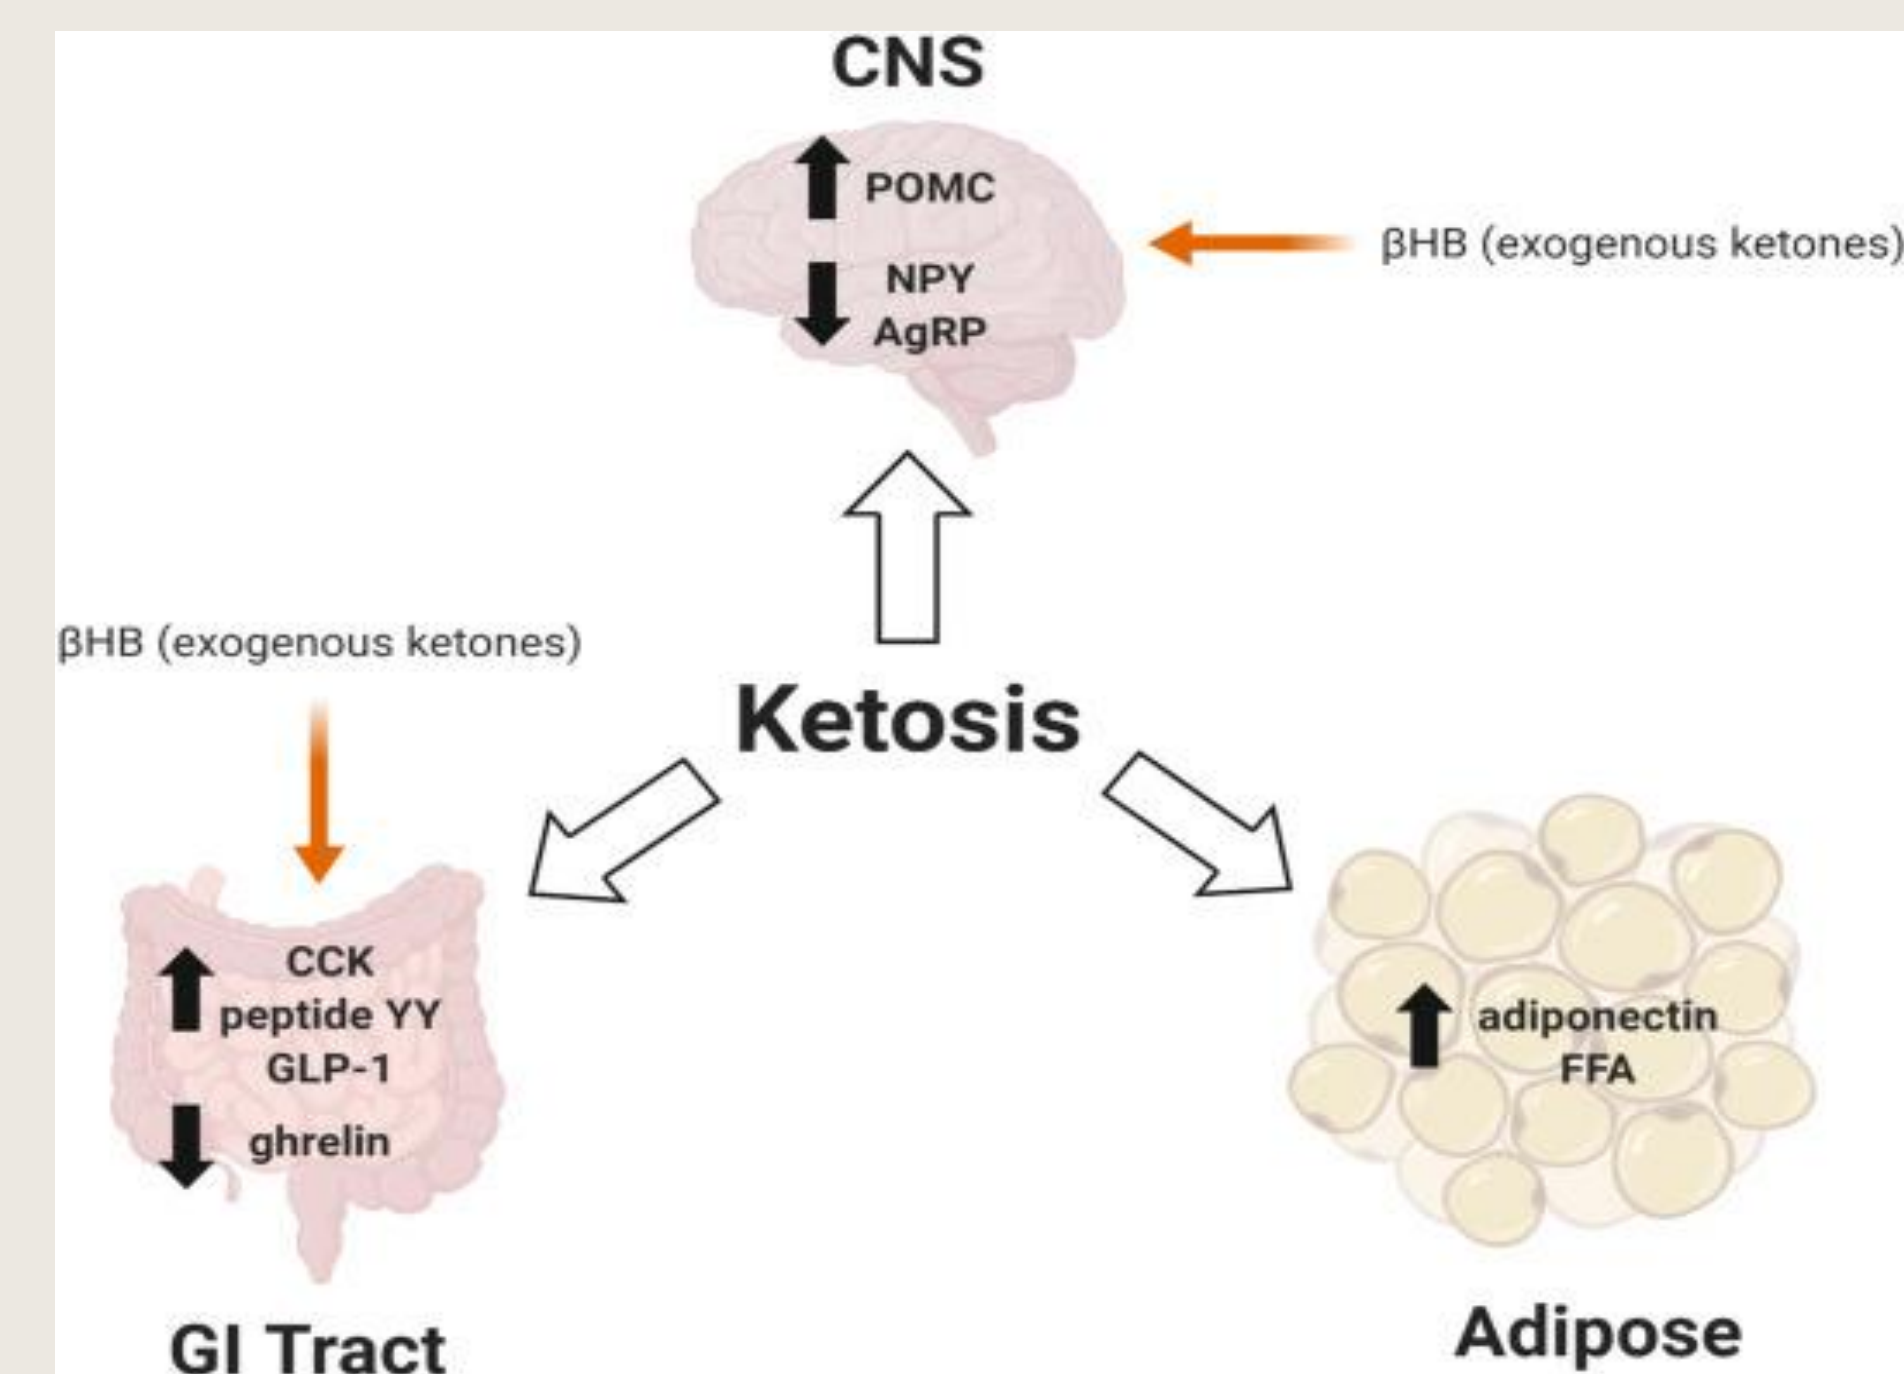 CNS
POMC
NPY
AgRP
βHB (exogenous ketones)
βHB (exogenous ketones)
Ketosis
CCK
peptide YY
GLP-1
ghrelin
GI Tract
adiponectin
FFA
Adipose